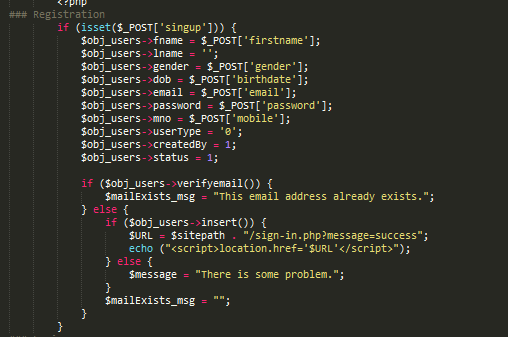 <?php
### Registration
if (isset($_POST['singup'])) {
$obj_users->fname = $_POST['firstname'];
$obj_users->lname = '';
$obj_users->gender = $_POST['gender'];
$obj_users->dob = $_POST['birthdate'];
$obj_users->email = $_POST['email'];
$obj_users->password = $_POST['password'];
$obj_users->mno = $_POST['mobile'];
$obj_users->userType = '0';
$obj_users->createdBy = 1;
$obj_users->status = 1;
if ($obj_users->verifyemail()) {
$mailExists_msg = "This email address already exists.";
} else {
if ($obj_users->insert()) {
$URL = $sitepath . "/sign-in.php?message=success";
echo ("<script>location.href='$URL'</script>");
} else {
$message = "There is some problem.";
}
$mailExists_msg = "";
}
}